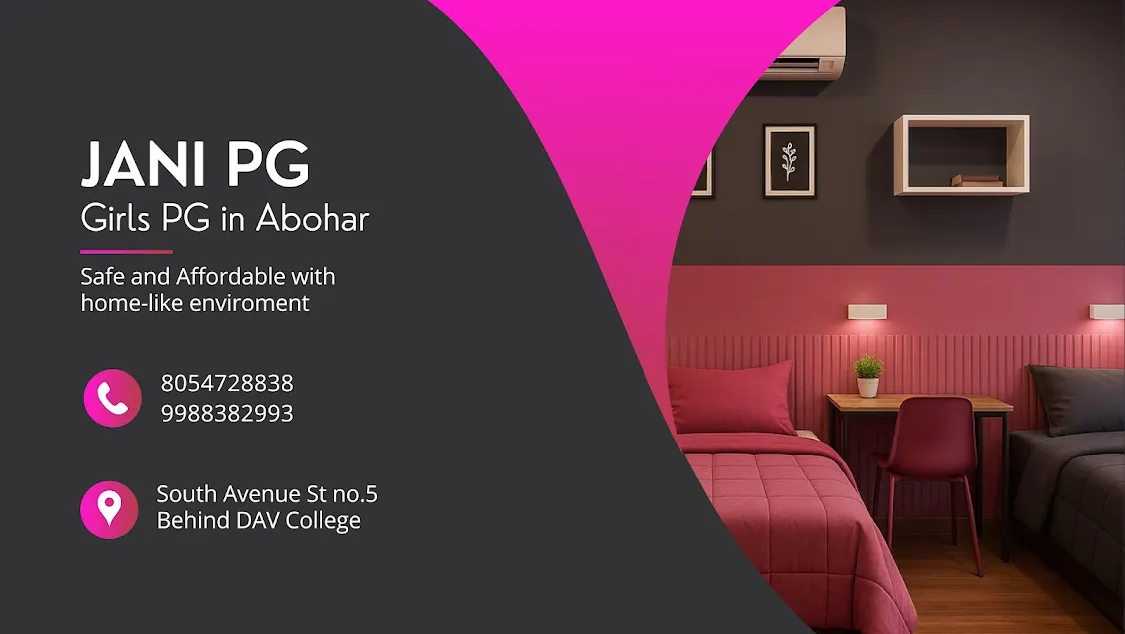 JANI PG
Girls PG in Abohar
Safe and Affordable with
home-like enviroment
8054728838
9988382993
South Avenue St no.5
Behind DAV College